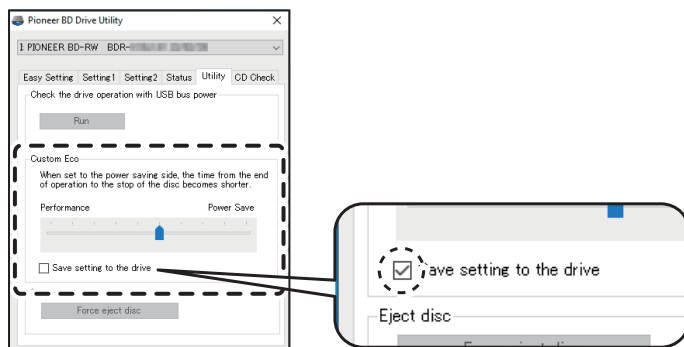 Pioneer BD Drive Utility
PIONEER BD-RW BDR-
Easy Setting Setting1 Setting2 Status Utility CD Check
Check the drive operation with USB bus power
Run
Custom Eco
When set to the power saving side, the time from the end
of operation to the stop of the disc becomes shorter.
Performance Power Save
Save setting to the drive
Force eject disc
ave setting to the drive
Eject disc